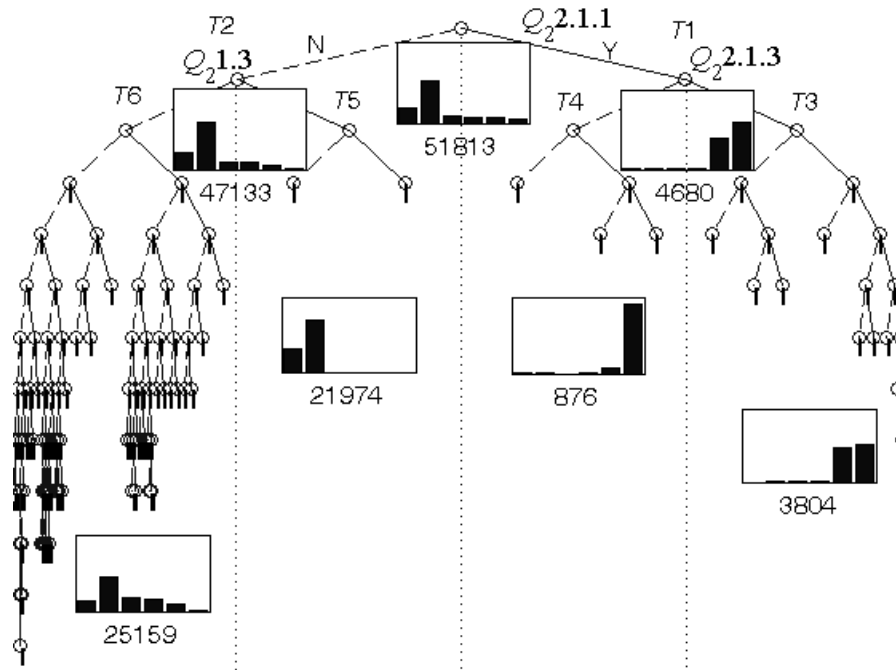 T2
N
Q₂2.1.1
Y
T1
Q₂1.3
Q₂2.1.3
T6
T5
T4
T3
51813
47133
4680
21974
876
3804
25159